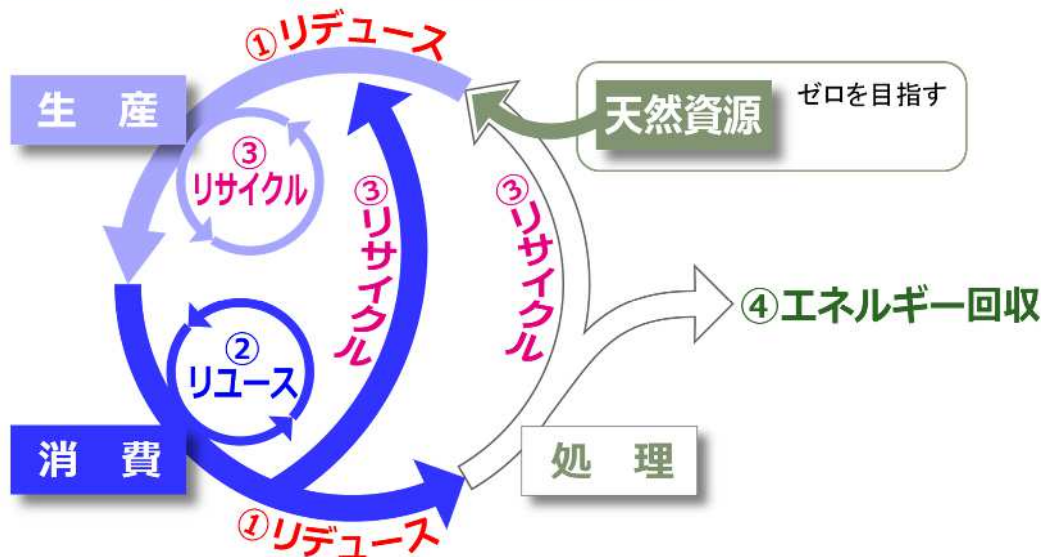 ①リデュース
生 産
天然資源
ゼロを目指す
③
リサイクル
③リサイクル
③リサイクル
④エネルギー回収
②
リユース
消 費
処 理
①リデュース